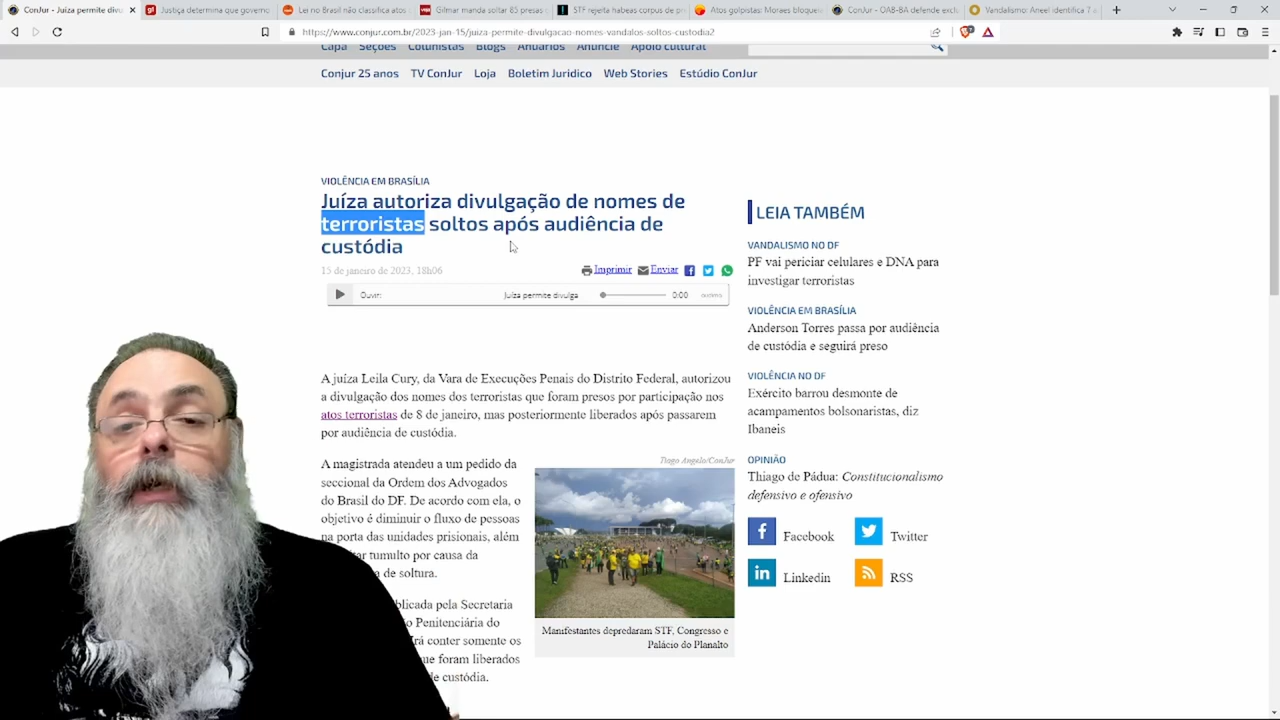 ConJur - Juíza permite divu
Justiça determina que governo
Lei no Brasil não classifica atos
Gilmar manda soltar 85 presas
STF rejeita habeas corpus de pr
Atos golpistas: Moraes bloque
ConJur - OAB-BA defende exclu
Vandalismo: Aneel identifica 7 a
https://www.conjur.com.br/2023-jan-15/juiza-permite-divulgacao-nomes-vandalos-soltos-custodia2
Capa Seções Colunistas Blogs Anuários Anuncie Apoio cultural
Conjur 25 anos TV ConJur Loja Boletim Juridico Web Stories Estúdio ConJur
VIOLÊNCIA EM BRASÍLIA
Juíza autoriza divulgação de nomes de
terroristas soltos após audiência de
custódia
15 de janeiro de 2023, 18h06
Imprimir Enviar
Ouvir: Juíza permite divulga 0:00
A juíza Leila Cury, da Vara de Execuções Penais do Distrito Federal, autorizou
a divulgação dos nomes dos terroristas que foram presos por participação nos
atos terroristas de 8 de janeiro, mas posteriormente liberados após passarem
por audiência de custódia.
A magistrada atendeu a um pedido da
seccional da Ordem dos Advogados
do Brasil do DF. De acordo com ela, o
objetivo é diminuir o fluxo de pessoas
na porta das unidades prisionais, além
tar tumulto por causa da
a de soltura.
blicada pela Secretaria
o Penitenciária do
irá conter somente os
que foram liberados
de custódia.
Tiago Angelo/ConJur
Manifestantes depredaram STF, Congresso e
Palácio do Planalto
LEIA TAMBÉM
VANDALISMO NO DF
PF vai periciar celulares e DNA para
investigar terroristas
VIOLÊNCIA EM BRASÍLIA
Anderson Torres passa por audiência
de custódia e seguirá preso
VIOLÊNCIA NO DF
Exército barrou desmonte de
acampamentos bolsonaristas, diz
Ibaneis
OPINIÃO
Thiago de Pádua: Constitucionalismo
defensivo e ofensivo
Facebook Twitter
Linkedin RSS